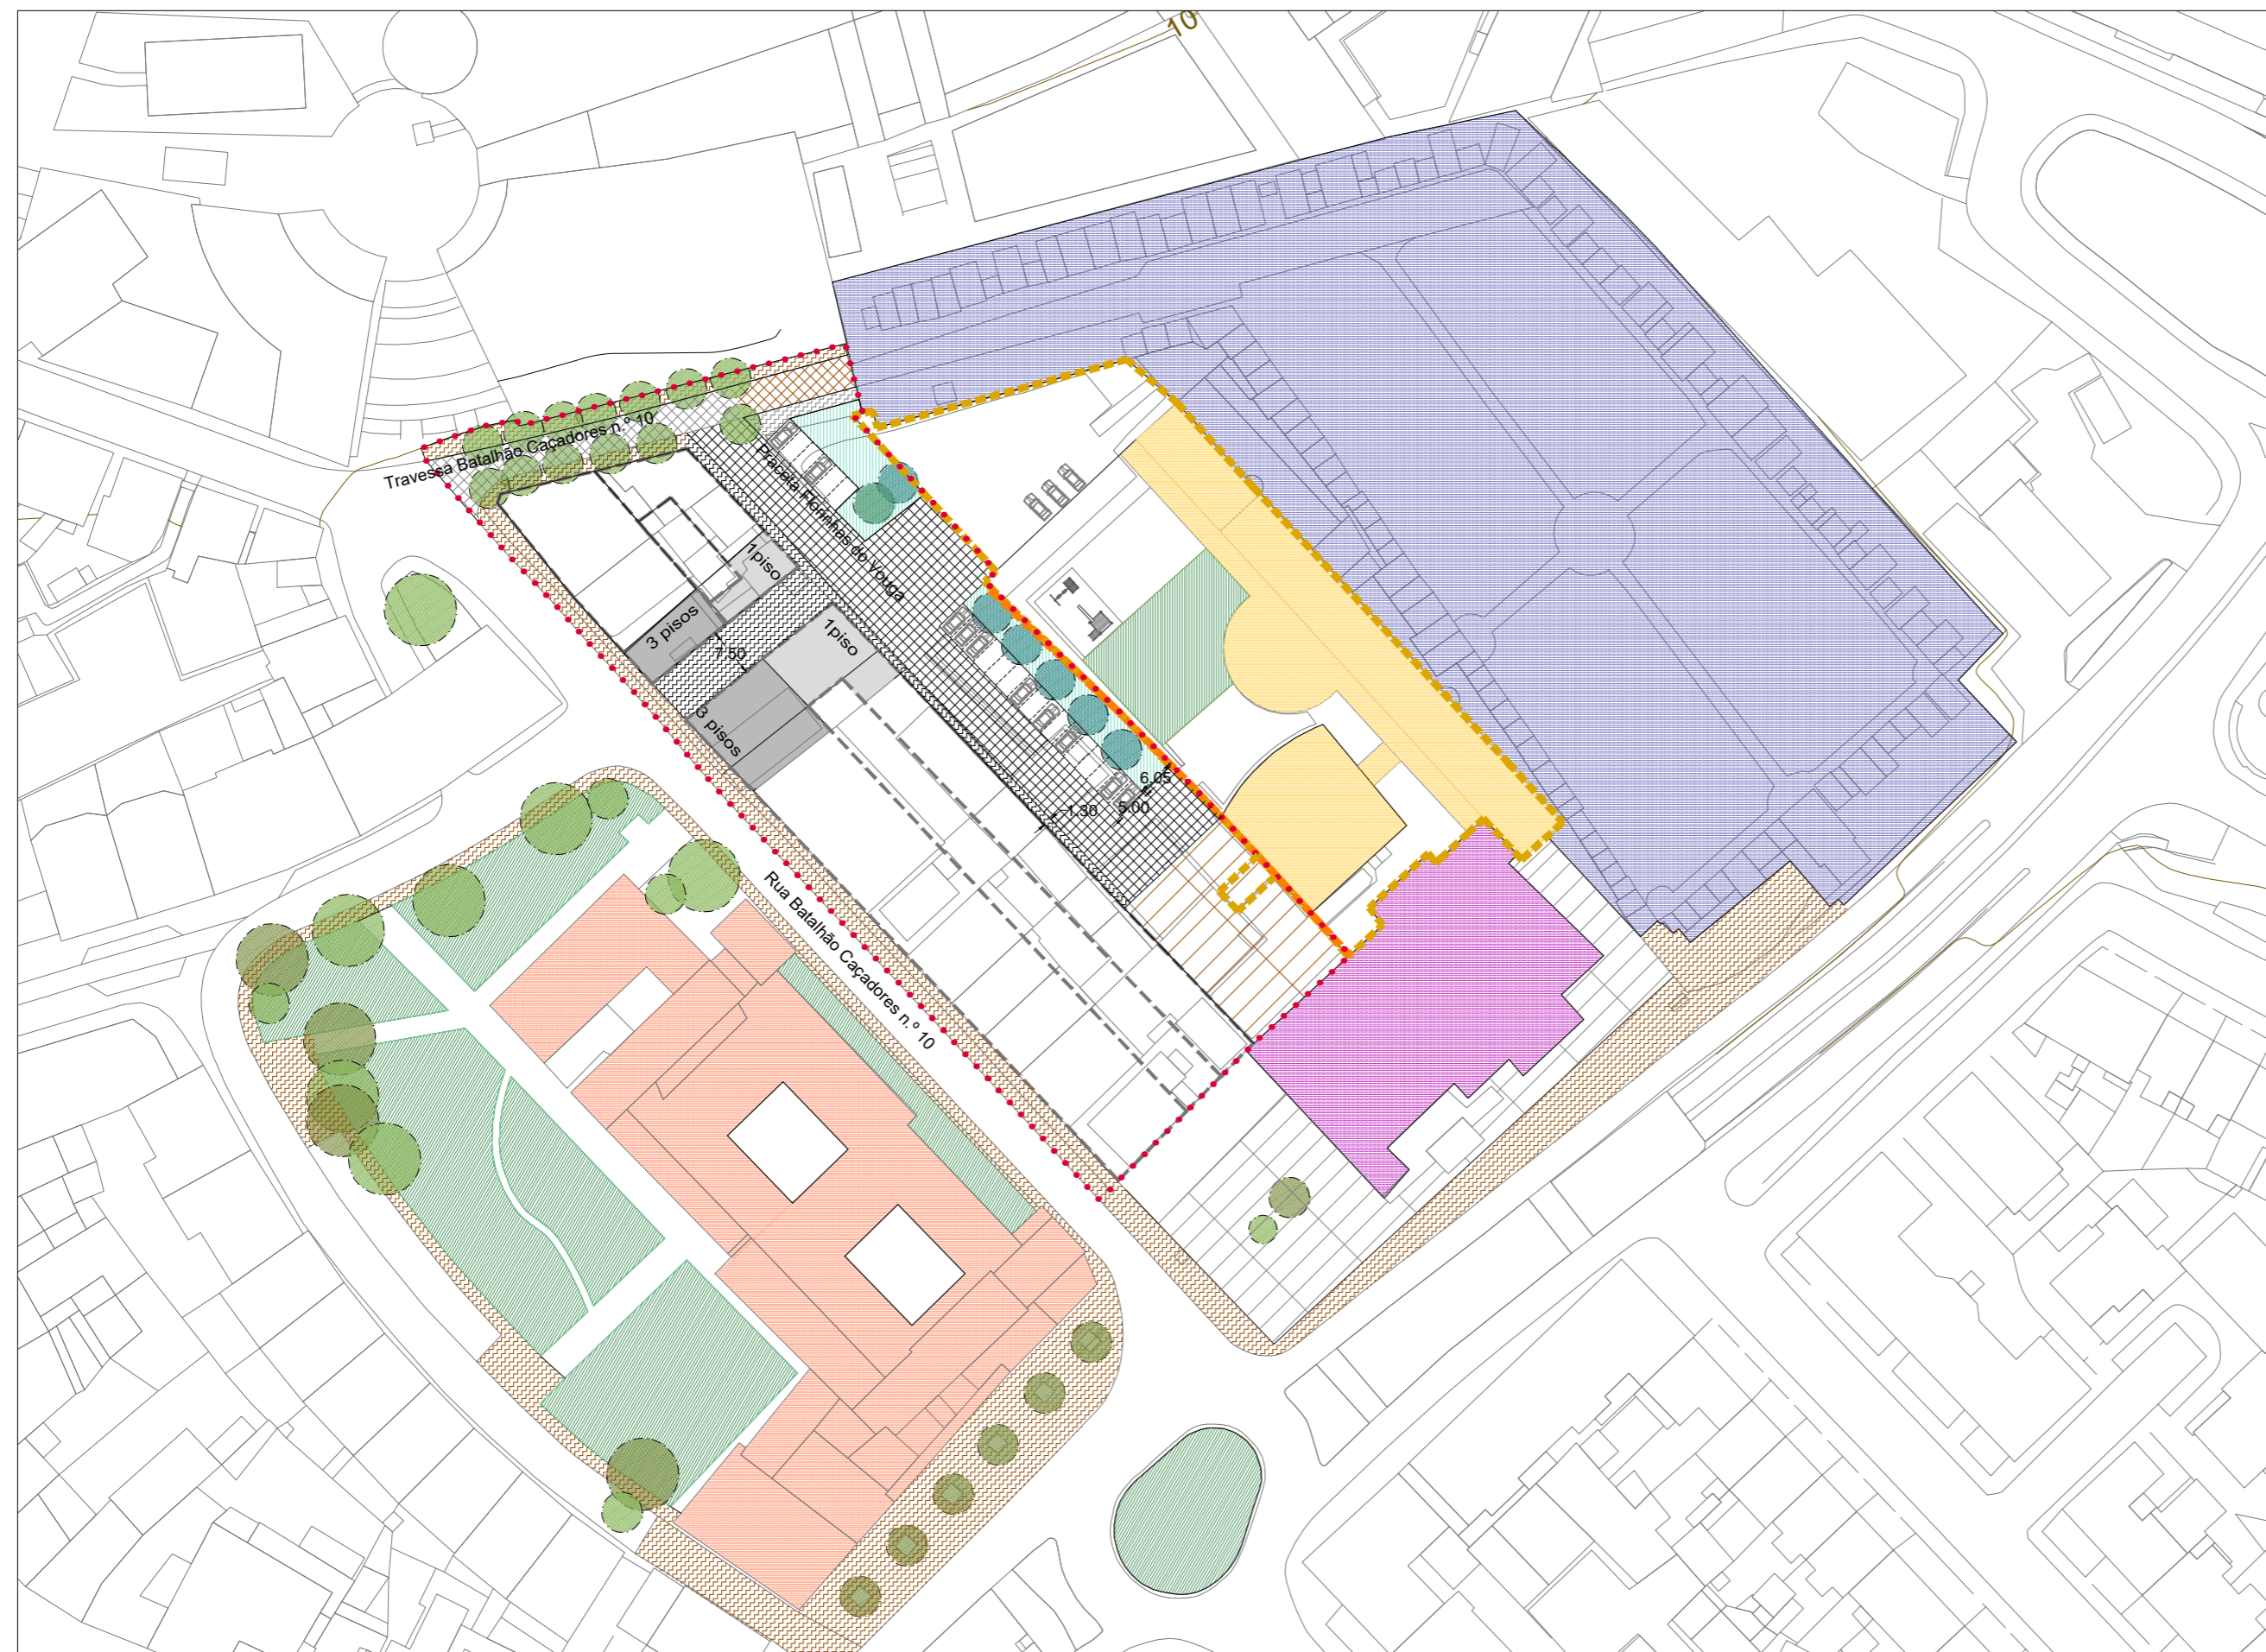 10
Travessa Batalhão Caçadores n.º 10
Praceta Florinhas do Vouga
1piso
3 pisos
1piso
7.50
3 pisos
6.05
1.30
5.00
Rua Batalhão Caçadores n.º 10